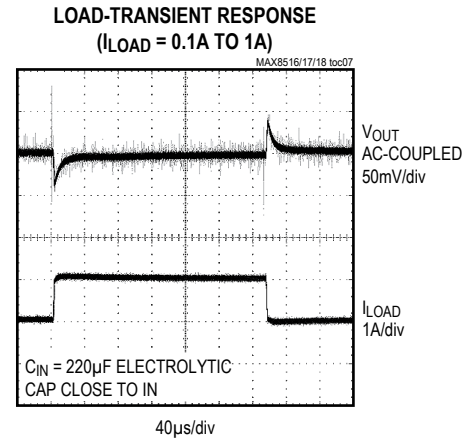 LOAD-TRANSIENT RESPONSE
(ILOAD = 0.1A TO 1A)
MAX8516/17/18 toc07
VOUT
AC-COUPLED
50mV/div
ILOAD
1A/div
CIN = 220µF ELECTROLYTIC
CAP CLOSE TO IN
40µs/div